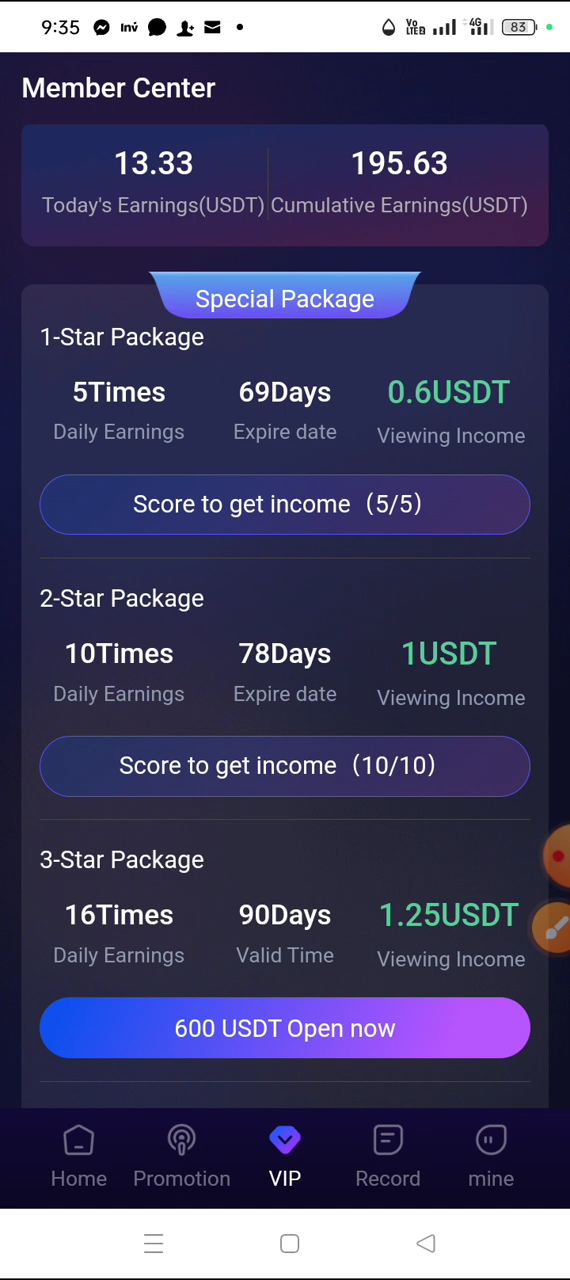 9:35 inv Vo LTE2 4G 83
Member Center
13.33 195.63
Today's Earnings(USDT) Cumulative Earnings(USDT)
Special Package
1-Star Package
5Times 69Days 0.6USDT
Daily Earnings Expire date Viewing Income
Score to get income（5/5）
2-Star Package
10Times 78Days 1USDT
Daily Earnings Expire date Viewing Income
Score to get income（10/10）
3-Star Package
16Times 90Days 1.25USDT
Daily Earnings Valid Time Viewing Income
600 USDT Open now
Home Promotion VIP Record mine